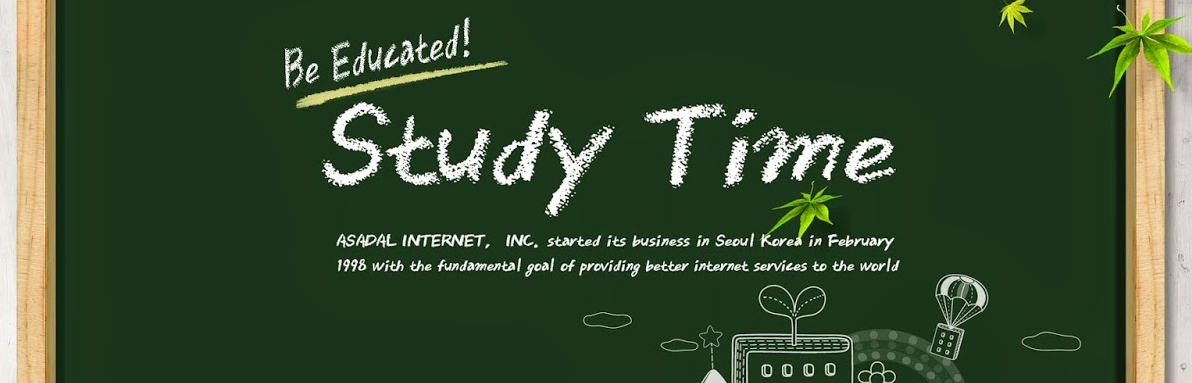 Be Educated!
Study Time
ASADAL INTERNET, INC. started its business in Seoul Korea in February
1998 with the fundamental goal of providing better internet services to the world